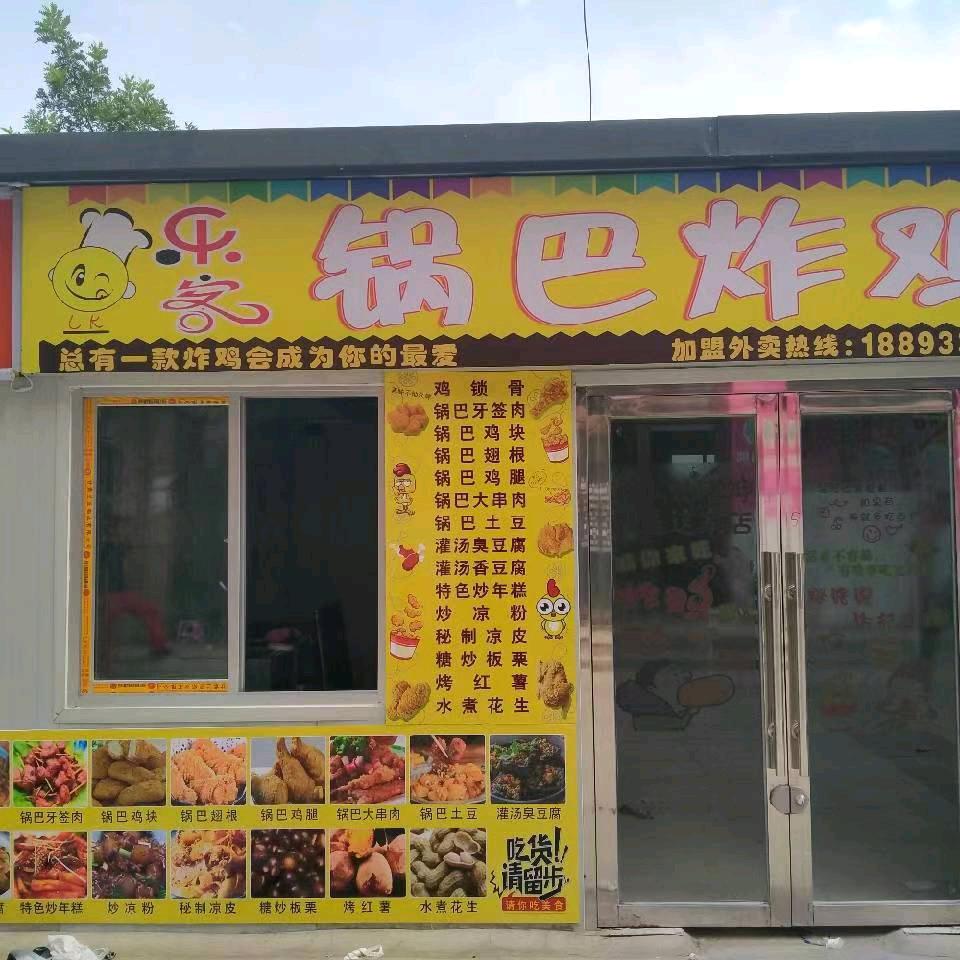 乐客
锅巴炸鸡
LK
总有一款炸鸡会成为你的最爱
加盟外卖热线:18893
鸡锁骨
锅巴牙签肉
锅巴鸡块
锅巴翅根
锅巴鸡腿
锅巴大串肉
锅巴土豆
灌汤臭豆腐
灌汤香豆腐
特色炒年糕
炒凉粉
秘制凉皮
糖炒板栗
烤红薯
水煮花生
锅巴牙签肉 锅巴鸡块 锅巴翅根 锅巴鸡腿 锅巴大串肉 锅巴土豆 灌汤臭豆腐
腐 特色炒年糕 炒凉粉 秘制凉皮 糖炒板栗 烤红薯 水煮花生
吃货!
请留步
请你吃美食